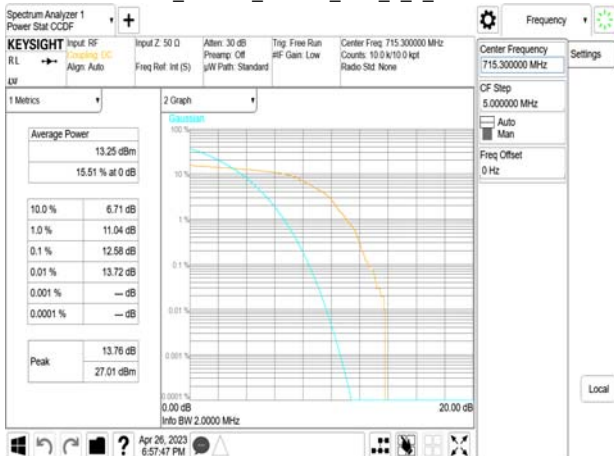 Spectrum Analyzer 1
Power Stat CCDF
+
Frequency
KEYSIGHT
RL
Input: RF
Coupling: DC
Align: Auto
Input Z: 50 Ω
Freq Ref: Int (S)
Atten: 30 dB
Preamp: Off
µW Path: Standard
Trig: Free Run
#IF Gain: Low
Center Freq: 715.300000 MHz
Counts: 10.0 k/10.0 kpt
Radio Std: None
Center Frequency
715.300000 MHz
Settings
CF Step
5.000000 MHz
Auto
Man
Freq Offset
0 Hz
1 Metrics
2 Graph
Average Power
13.25 dBm
15.51 % at 0 dB
10.0 % 6.71 dB
1.0 % 11.04 dB
0.1 % 12.58 dB
0.01 % 13.72 dB
0.001 % --- dB
0.0001 % --- dB
Peak
13.76 dB
27.01 dBm
Gaussian
100 %
10 %
1 %
0.1 %
0.01 %
0.001 %
0.0001 %
0.00 dB
20.00 dB
Info BW 2.0000 MHz
Local
?
Apr 26, 2023
6:57:47 PM